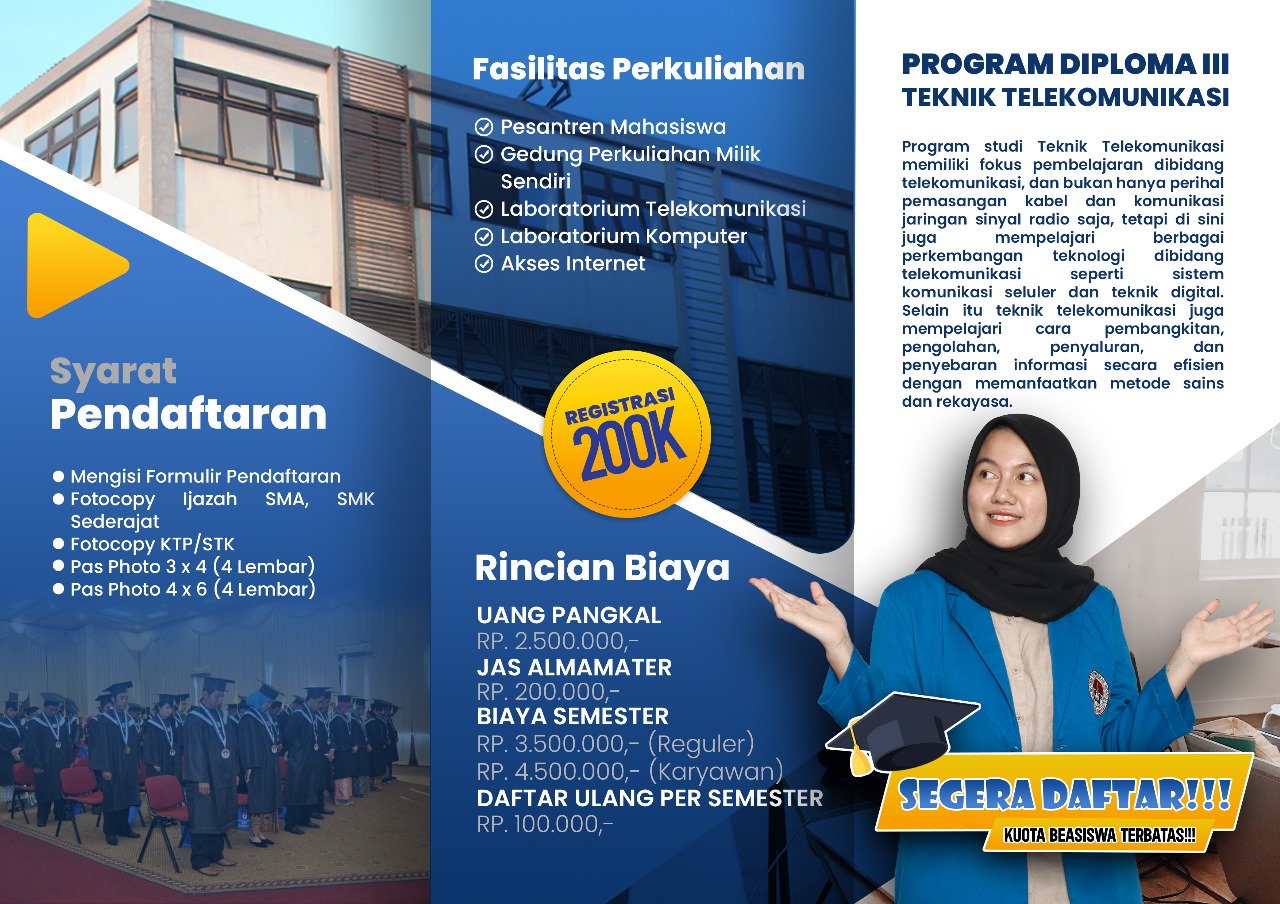 Syarat
Pendaftaran
Mengisi Formulir Pendaftaran
Fotocopy Ijazah SMA, SMK
Sederajat
Fotocopy KTP/STK
Pas Photo 3 x 4 (4 Lembar)
Pas Photo 4 x 6 (4 Lembar)
Fasilitas Perkuliahan
Pesantren Mahasiswa
Gedung Perkuliahan Milik
Sendiri
Laboratorium Telekomunikasi
Laboratorium Komputer
Akses Internet
REGISTRASI
200K
Rincian Biaya
UANG PANGKAL
RP. 2.500.000,-
JAS ALMAMATER
RP. 200.000,-
BIAYA SEMESTER
RP. 3.500.000,- (Reguler)
RP. 4.500.000,- (Karyawan)
DAFTAR ULANG PER SEMESTER
RP. 100.000,-
PROGRAM DIPLOMA III
TEKNIK TELEKOMUNIKASI
Program studi Teknik Telekomunikasi
memiliki fokus pembelajaran dibidang
telekomunikasi, dan bukan hanya perihal
pemasangan kabel dan komunikasi
jaringan sinyal radio saja, tetapi di sini
juga mempelajari berbagai
perkembangan teknologi dibidang
telekomunikasi seperti sistem
komunikasi seluler dan teknik digital.
Selain itu teknik telekomunikasi juga
mempelajari cara pembangkitan,
pengolahan, penyaluran, dan
penyebaran informasi secara efisien
dengan memanfaatkan metode sains
dan rekayasa.
SEGERA DAFTAR!!!
KUOTA BEASISWA TERBATAS!!!